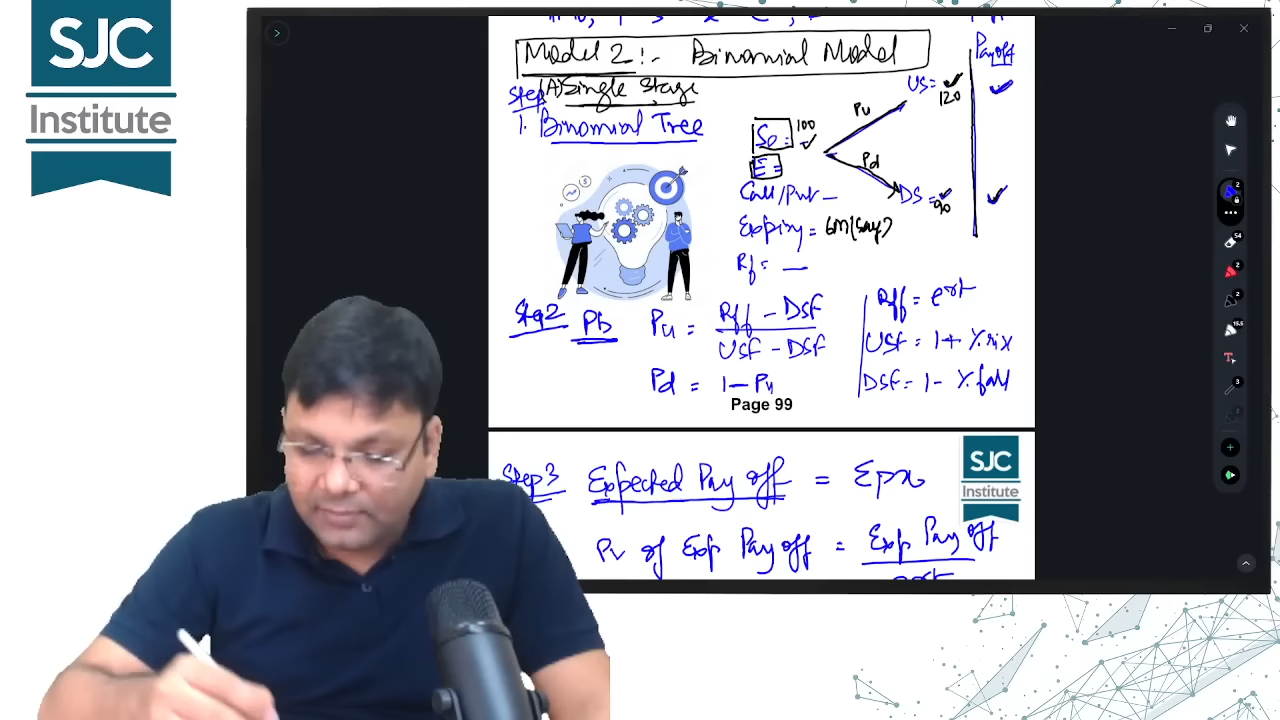 SJC
Institute
Model 2:- Binomial Model
Payoff
(A) Single Stage
Step
1. Binomial Tree
US =
120
Pu
100
So =
E =
Pd
Call/Put –
DS =
90
Expiry = 6M (say)
Rf = —
Step 2 Pb Pu = Rff – DSF
USF – DSF
Pd = 1 – Pu
Rff = e^rt
USF = 1 + %.rix
DSF = 1 – %.fall
Page 99
SJC
Institute
Step 3 Expected Pay off = Σpx
PV of Exp Pay off = Exp Pay off